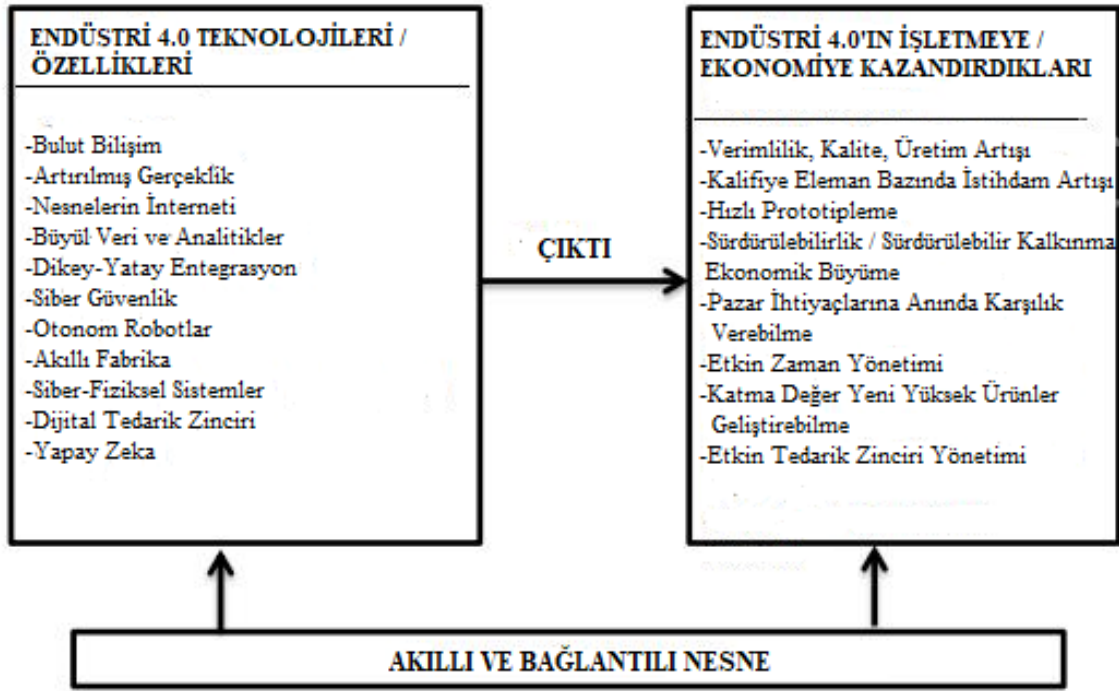 ENDÜSTRİ 4.0 TEKNOLOJİLERİ /
ÖZELLİKLERİ
-Bulut Bilişim
-Artırılmış Gerçeklik
-Nesnelerin İnterneti
-Büyül Veri ve Analitikler
-Dikey-Yatay Entegrasyon
-Siber Güvenlik
-Otonom Robotlar
-Akıllı Fabrika
-Siber-Fiziksel Sistemler
-Dijital Tedarik Zinciri
-Yapay Zeka
ÇIKTI
ENDÜSTRİ 4.0'IN İŞLETMEYE /
EKONOMİYE KAZANDIRDIKLARI
-Verimlilik, Kalite, Üretim Artışı
-Kalifiye Eleman Bazında İstihdam Artışı
-Hızlı Prototipleme
-Sürdürülebilirlik / Sürdürülebilir Kalkınma
Ekonomik Büyüme
-Pazar İhtiyaçlarına Anında Karşılık
Verebilme
-Etkin Zaman Yönetimi
-Katma Değer Yeni Yüksek Ürünler
Geliştirebilme
-Etkin Tedarik Zinciri Yönetimi
AKILLI VE BAĞLANTILI NESNE